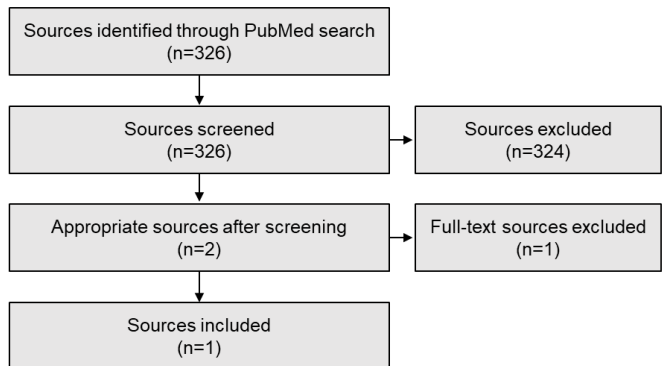 Sources identified through PubMed search
(n=326)
Sources screened
(n=326)
Sources excluded
(n=324)
Appropriate sources after screening
(n=2)
Full-text sources excluded
(n=1)
Sources included
(n=1)